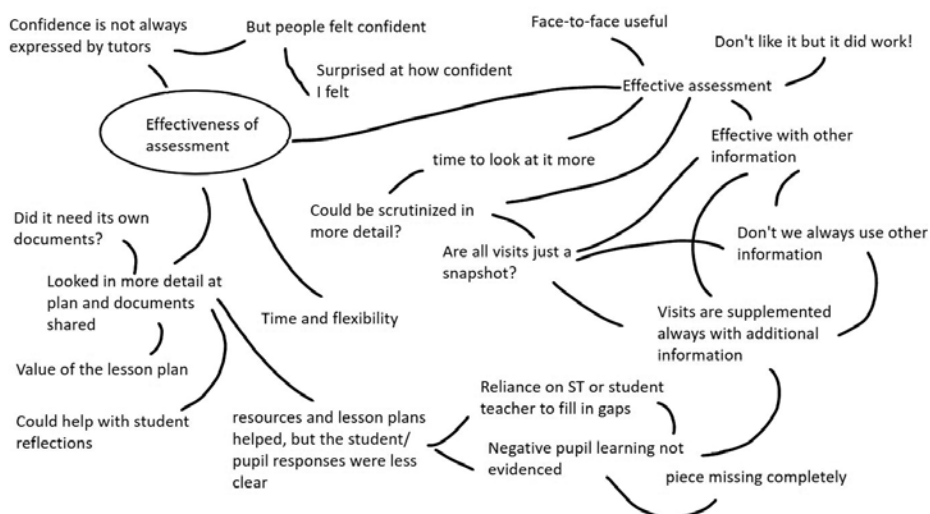 Confidence is not always
expressed by tutors
But people felt confident
Surprised at how confident
I felt
Face-to-face useful
Don't like it but it did work!
Effective assessment
Effectiveness of
assessment
Effective with other
information
time to look at it more
Could be scrutinized in
more detail?
Are all visits just a
snapshot?
Don't we always use other
information
Did it need its own
documents?
Looked in more detail at
plan and documents
shared
Time and flexibility
Visits are supplemented
always with additional
information
Value of the lesson plan
Could help with student
reflections
resources and lesson plans
helped, but the student/
pupil responses were less
clear
Reliance on ST or student
teacher to fill in gaps
Negative pupil learning not
evidenced
piece missing completely